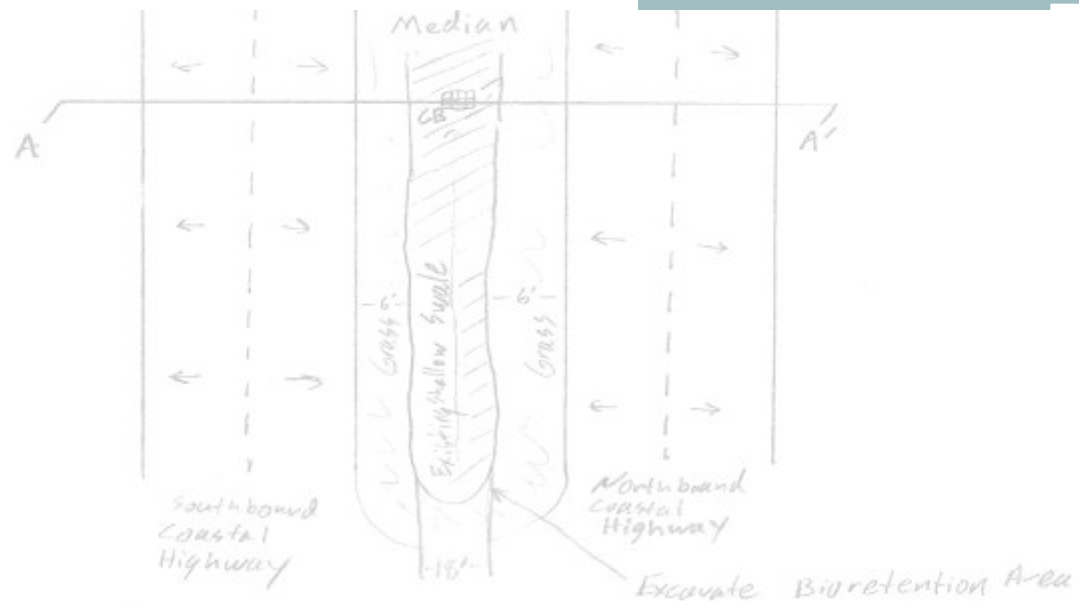 Median
CB
A
A'
-6'-
Grass
Existing Shallow Swale
-6'-
Grass
Southbound
Coastal
Highway
Northbound
Coastal
Highway
-18'-
Excavate Bioretention Area